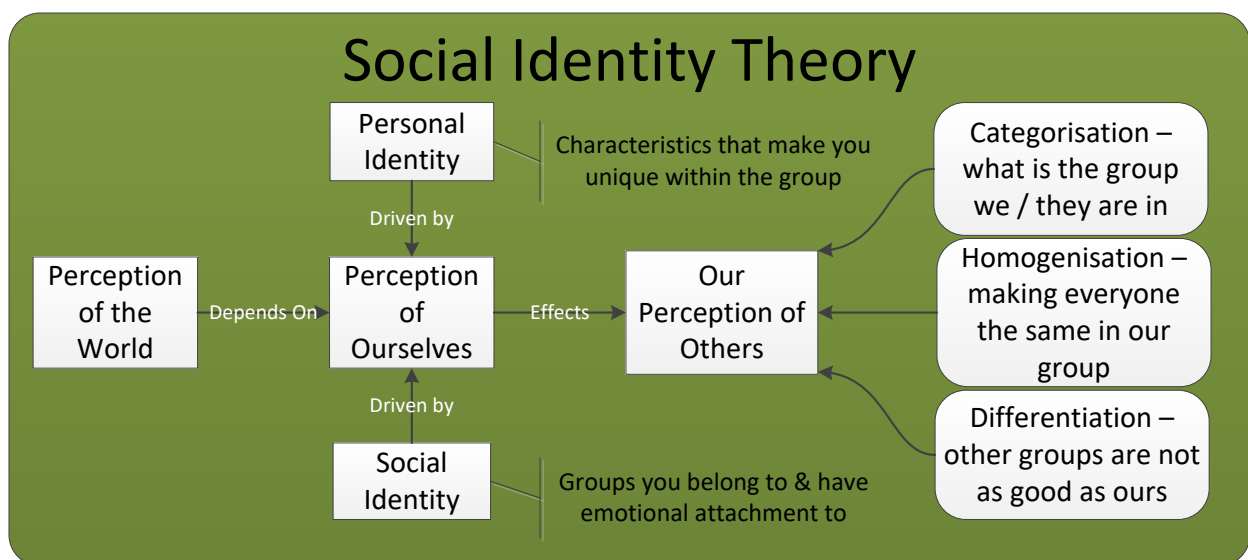 Social Identity Theory
Personal
Identity
Characteristics that make you
unique within the group
Driven by
Perception
of the
World
Depends On
Perception
of
Ourselves
Effects
Our
Perception of
Others
Driven by
Social
Identity
Groups you belong to & have
emotional attachment to
Categorisation –
what is the group
we / they are in
Homogenisation –
making everyone
the same in our
group
Differentiation –
other groups are not
as good as ours